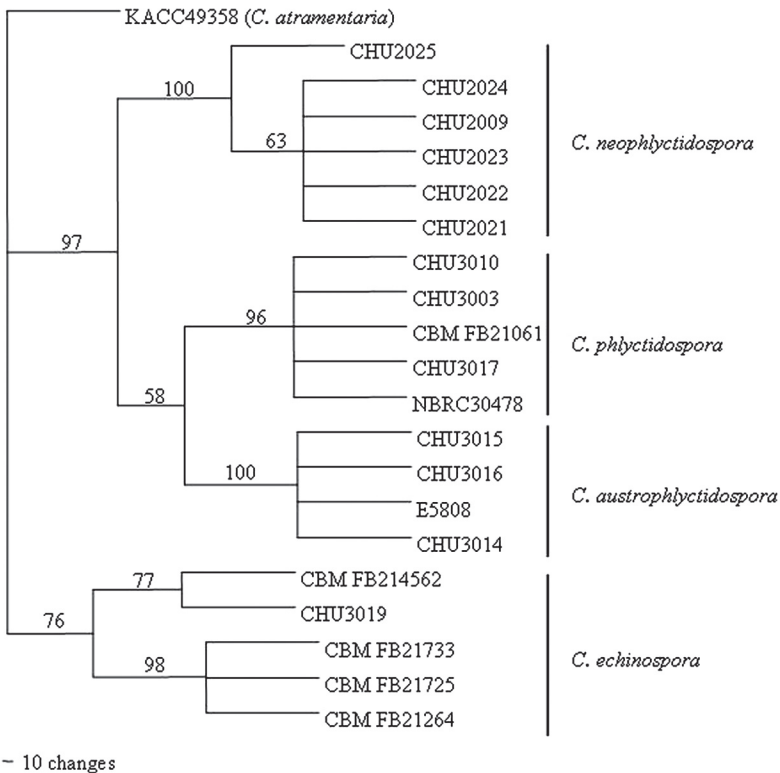 KACC49358 (C. atramentaria)
CHU2025
100
CHU2024
CHU2009
63
C. neophlyctidospora
CHU2023
CHU2022
CHU2021
97
CHU3010
CHU3003
96
CBM FB21061
C. phlyctidospora
CHU3017
58
NBRC30478
CHU3015
100
CHU3016
C. austrophlyctidospora
E5808
CHU3014
77
CBM FB214562
CHU3019
76
CBM FB21733
98
C. echinospora
CBM FB21725
CBM FB21264
~ 10 changes